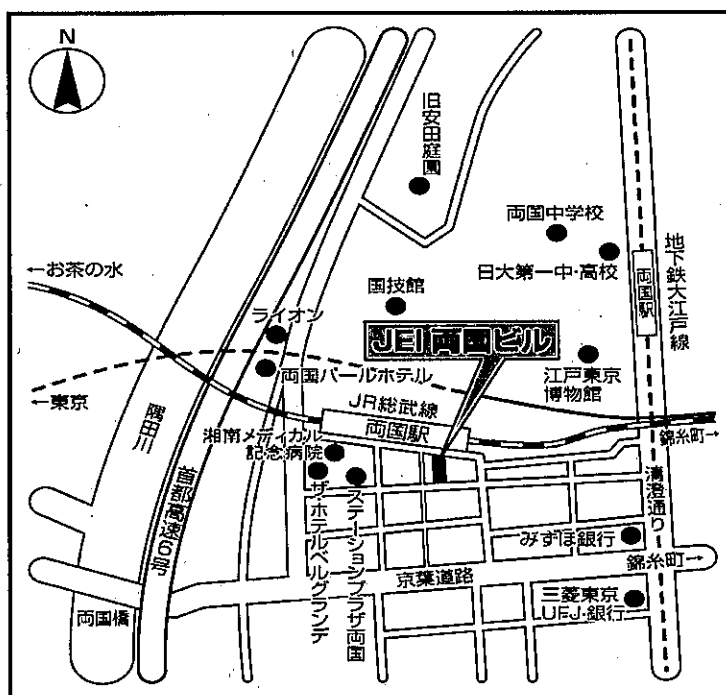 N
旧安田庭園
両国中学校
←お茶の水
日大第一中・高校
地下鉄大江戸線
両国駅
国技館
ライオン
JEI 両国ビル
両国パールホテル
江戸東京
博物館
←東京
JR総武線
両国駅
隅田川
湘南メディカル
記念病院
錦糸町→
首都高速6号
清澄通り
ザホテルベルグランデ
ステーションプラザ両国
みずほ銀行
錦糸町→
京葉道路
両国橋
三菱東京
UFJ・銀行